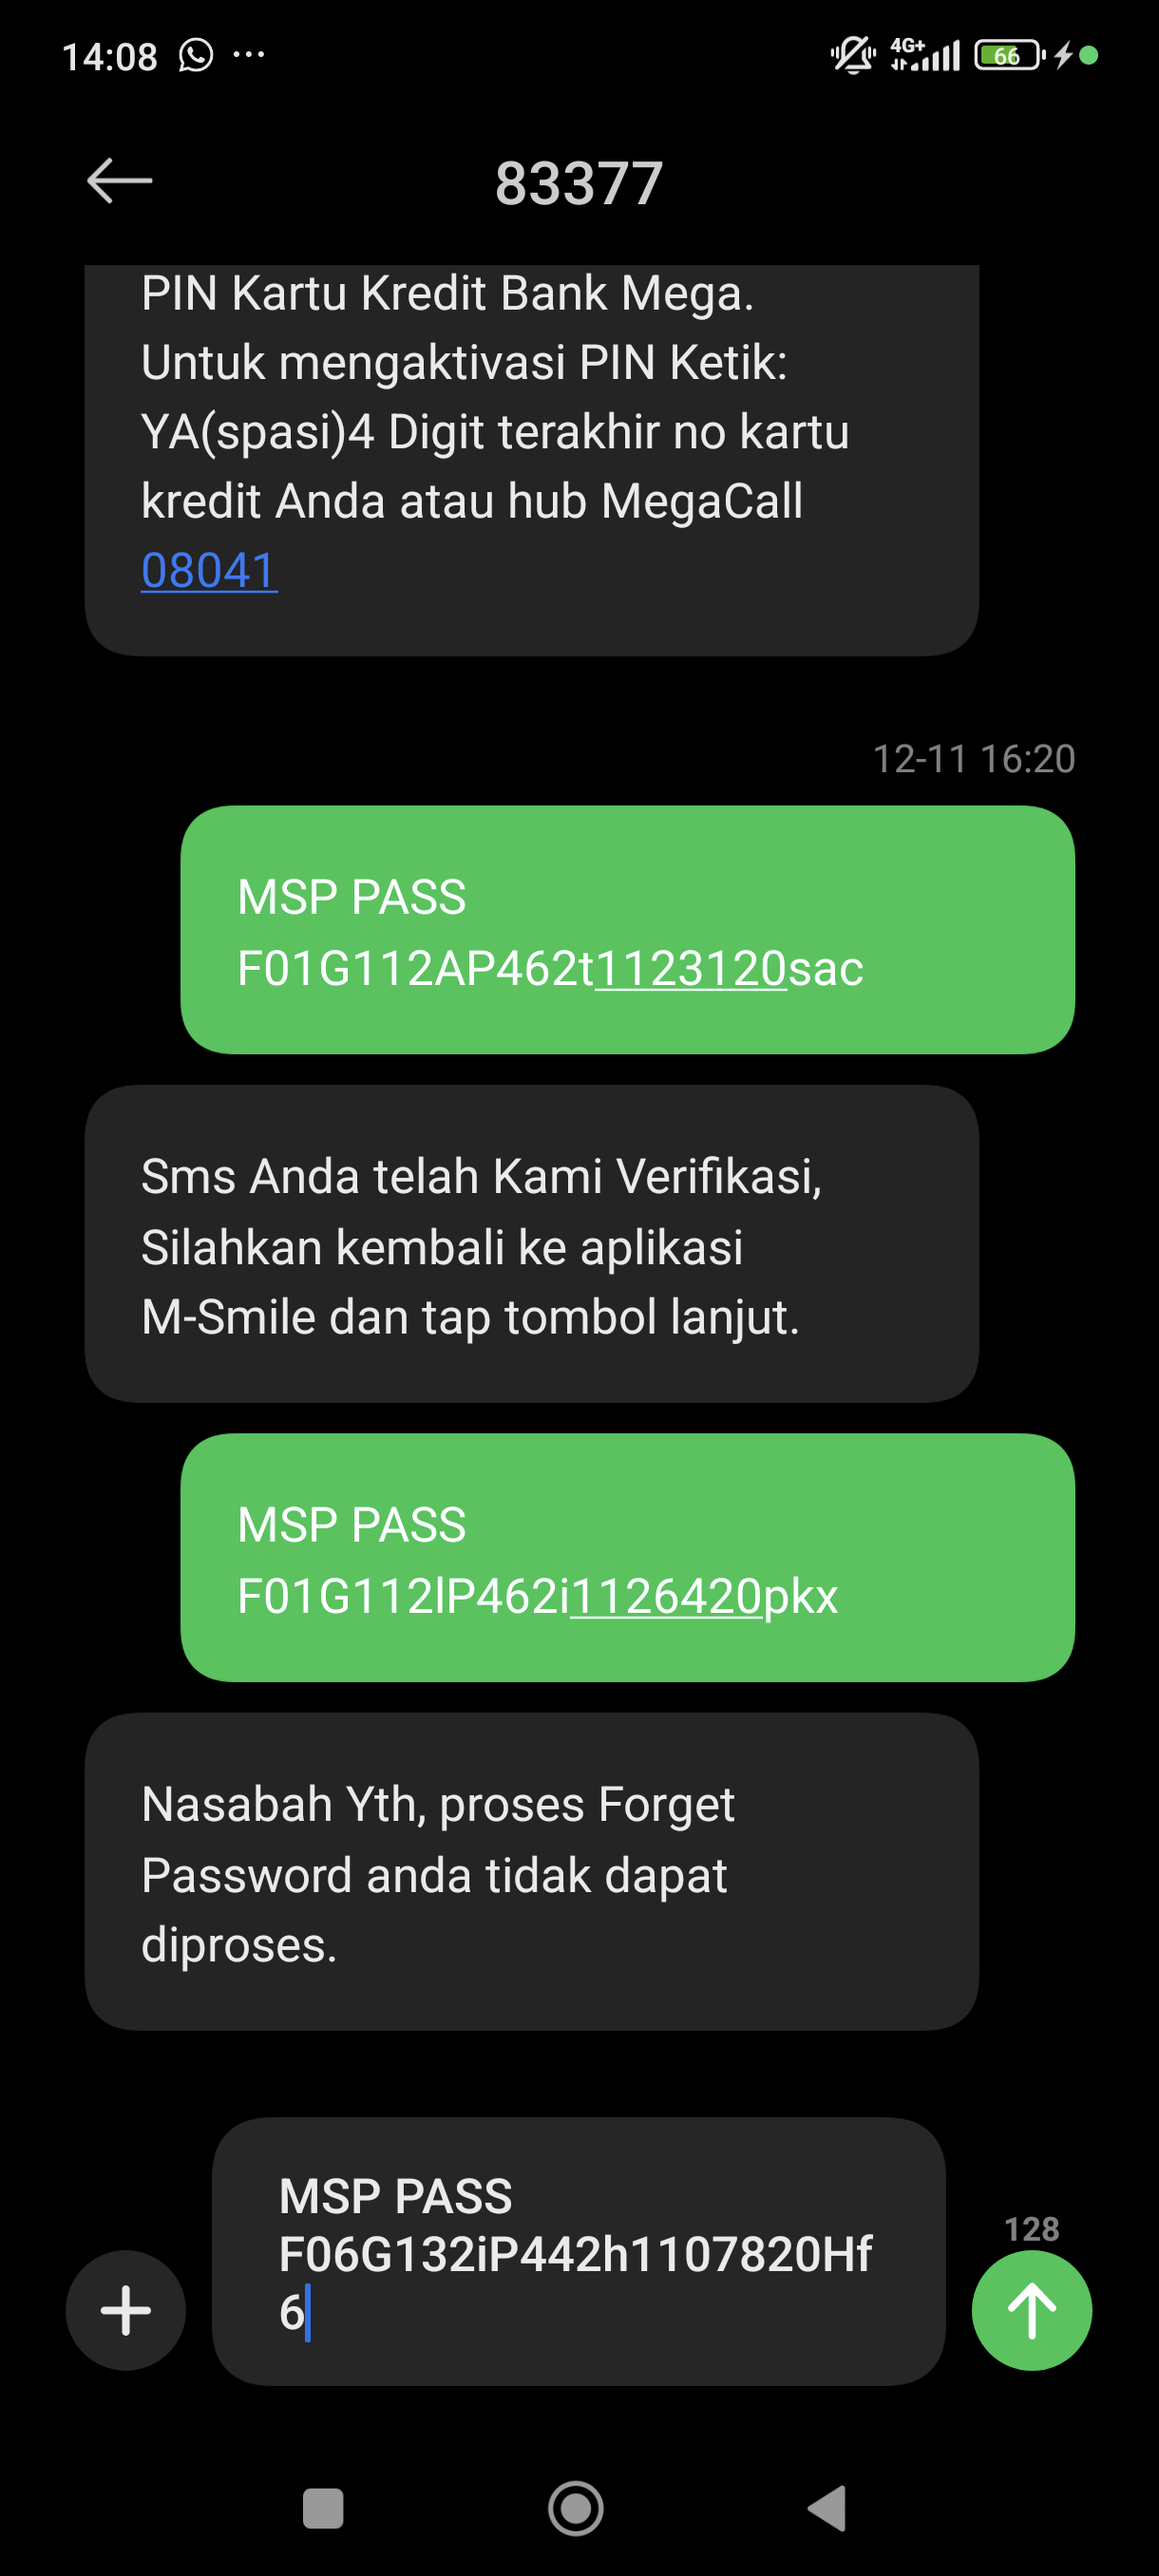 14:08
4G+
66
83377
PIN Kartu Kredit Bank Mega.
Untuk mengaktivasi PIN Ketik:
YA(spasi)4 Digit terakhir no kartu
kredit Anda atau hub MegaCall
08041
12-11 16:20
MSP PASS
F01G112AP462t1123120sac
Sms Anda telah Kami Verifikasi,
Silahkan kembali ke aplikasi
M-Smile dan tap tombol lanjut.
MSP PASS
F01G112lP462i1126420pkx
Nasabah Yth, proses Forget
Password anda tidak dapat
diproses.
MSP PASS
F06G132iP442h1107820Hf
6
128